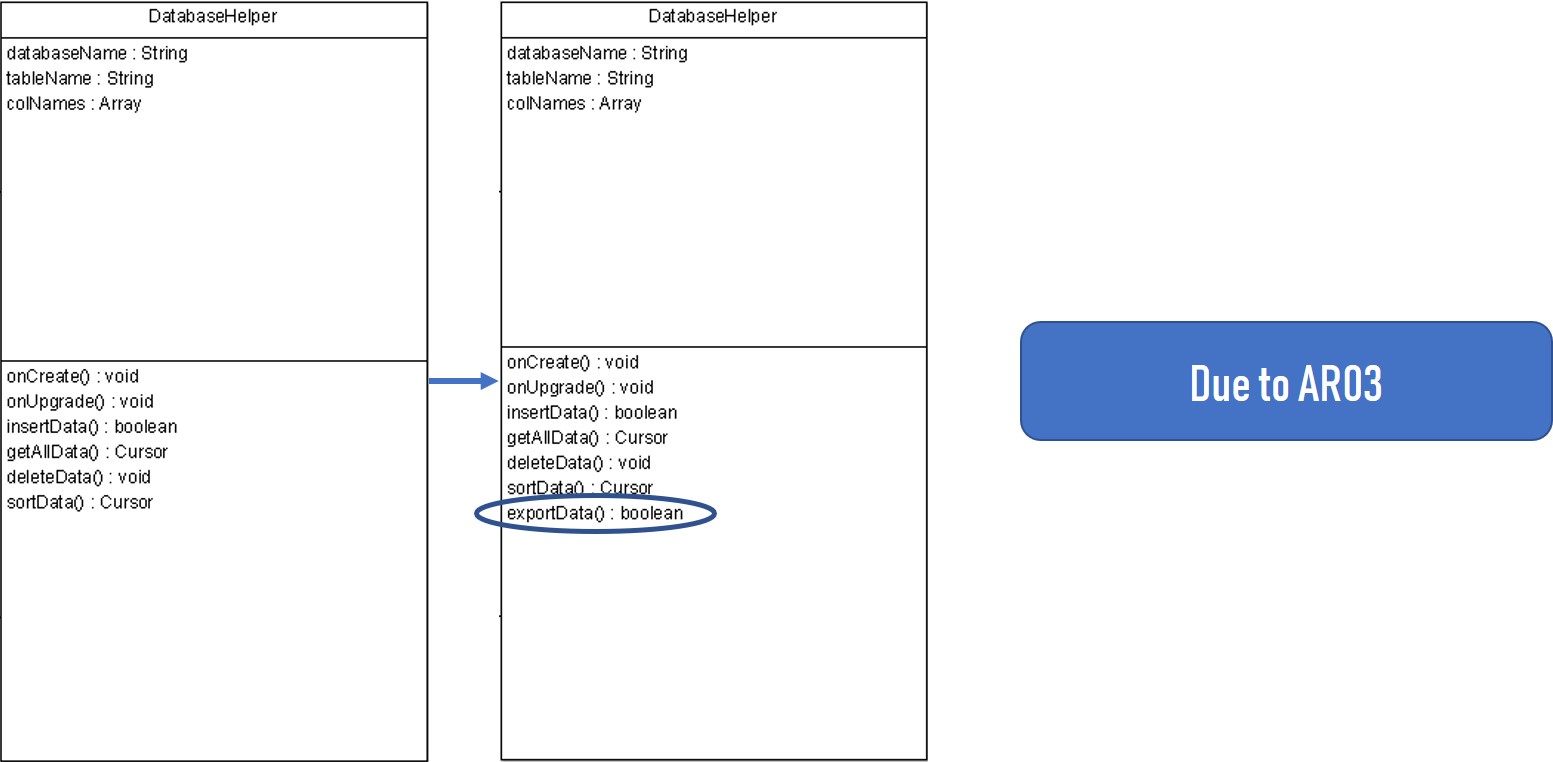 DatabaseHelper
databaseName : String
tableName : String
colNames : Array
onCreate() : void
onUpgrade() : void
insertData() : boolean
getAllData() : Cursor
deleteData() : void
sortData() : Cursor
DatabaseHelper
databaseName : String
tableName : String
colNames : Array
onCreate() : void
onUpgrade() : void
insertData() : boolean
getAllData() : Cursor
deleteData() : void
sortData() : Cursor
exportData() : boolean
Due to AR03